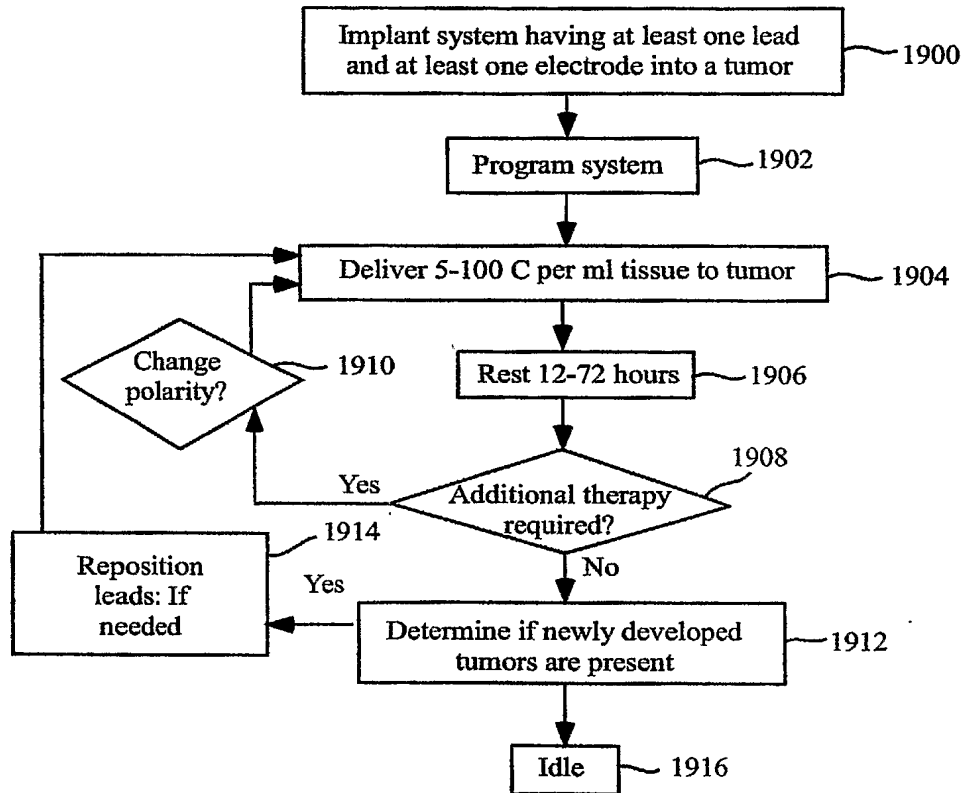 Implant system having at least one lead
and at least one electrode into a tumor
1900
Program system
1902
Deliver 5-100 C per ml tissue to tumor
1904
Change
polarity?
1910
Rest 12-72 hours
1906
1908
Yes
Additional therapy
required?
1914
No
Reposition
leads: If
needed
Yes
Determine if newly developed
tumors are present
1912
Idle
1916